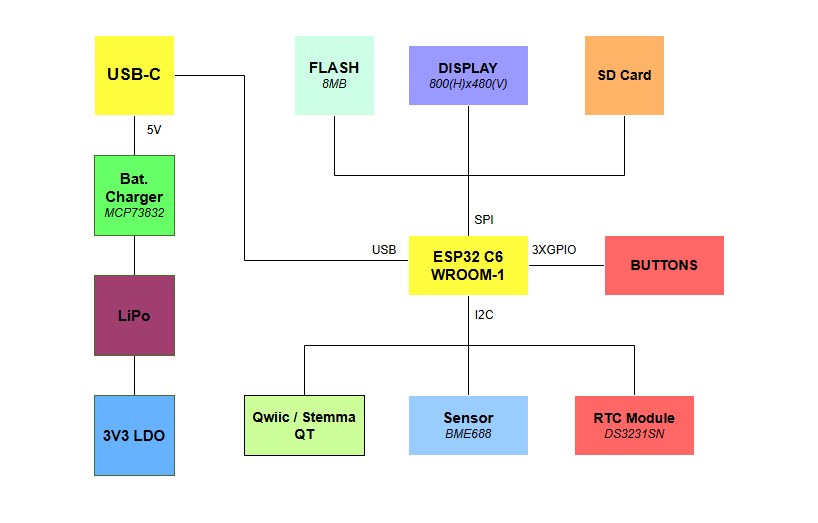 USB-C
FLASH
8MB
DISPLAY
800(H)x480(V)
SD Card
5V
Bat.
Charger
MCP73832
SPI
USB
ESP32 C6
WROOM-1
3XGPIO
BUTTONS
LiPo
I2C
3V3 LDO
Qwiic / Stemma
QT
Sensor
BME688
RTC Module
DS3231SN